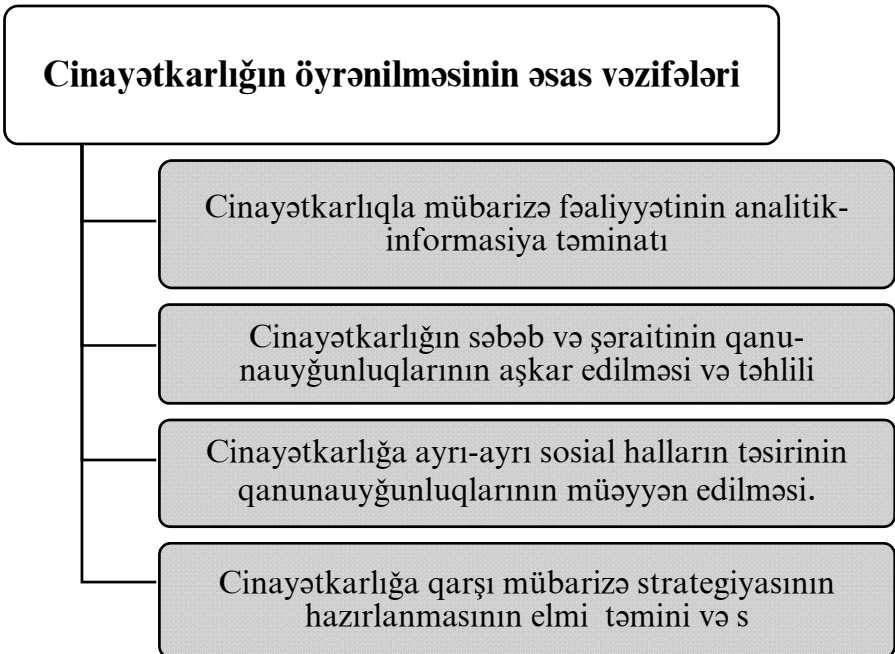 Cinayətkarlığın öyrənilməsinin əsas vəzifələri
Cinayətkarlıqla mübarizə fəaliyyətinin analitik-
informasiya təminatı
Cinayətkarlığın səbəb və şəraitinin qanu-
nauyğunluqlarının aşkar edilməsi və təhlili
Cinayətkarlığa ayrı-ayrı sosial halların təsirinin
qanunauyğunluqlarının müəyyən edilməsi.
Cinayətkarlığa qarşı mübarizə strategiyasının
hazırlanmasının elmi  təmini və s